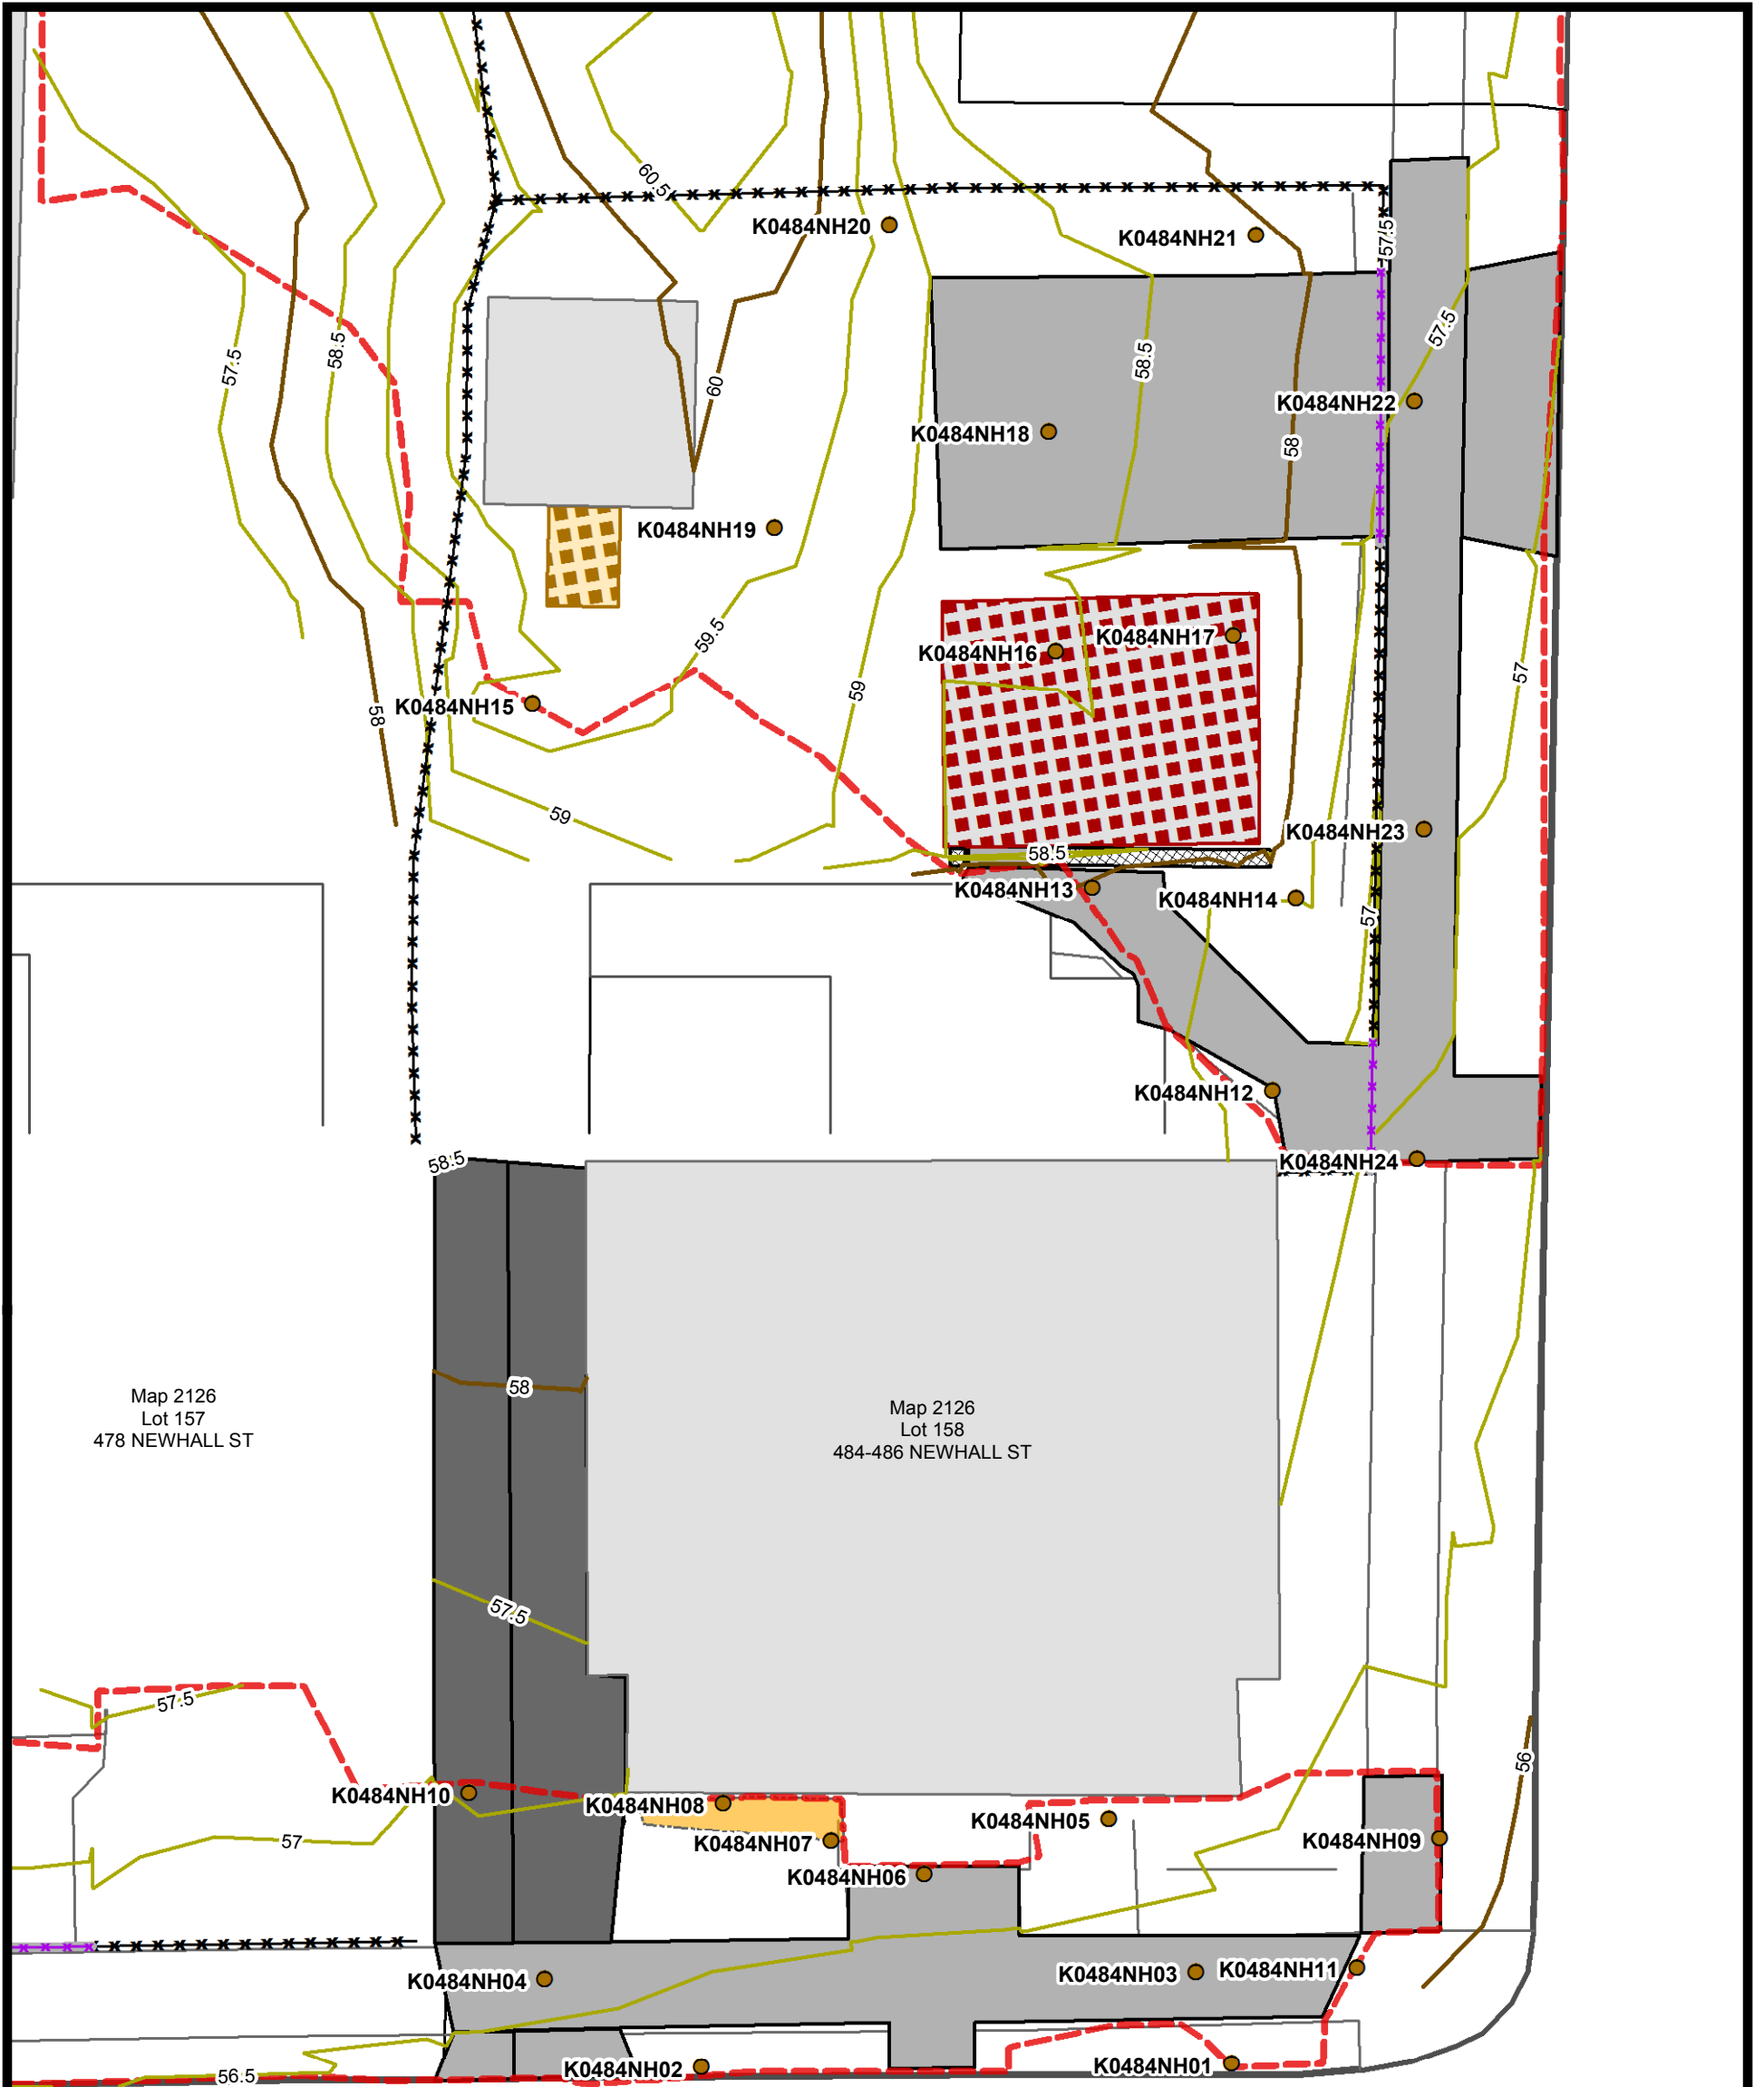 60.5
K0484NH20
K0484NH21
57.5
57.5
58.5
57.5
58.5
60
58.5
K0484NH22
K0484NH18
58
K0484NH19
59.5
K0484NH17
K0484NH16
57
59
K0484NH15
58
59
K0484NH23
58.5
K0484NH13
K0484NH14
57
K0484NH12
58.5
K0484NH24
58
Map 2126
Lot 157
478 NEWHALL ST
Map 2126
Lot 158
484-486 NEWHALL ST
57.5
57.5
56
K0484NH10
K0484NH08
K0484NH05
57
K0484NH07
K0484NH09
K0484NH06
K0484NH04
K0484NH03
K0484NH11
K0484NH02
K0484NH01
56.5